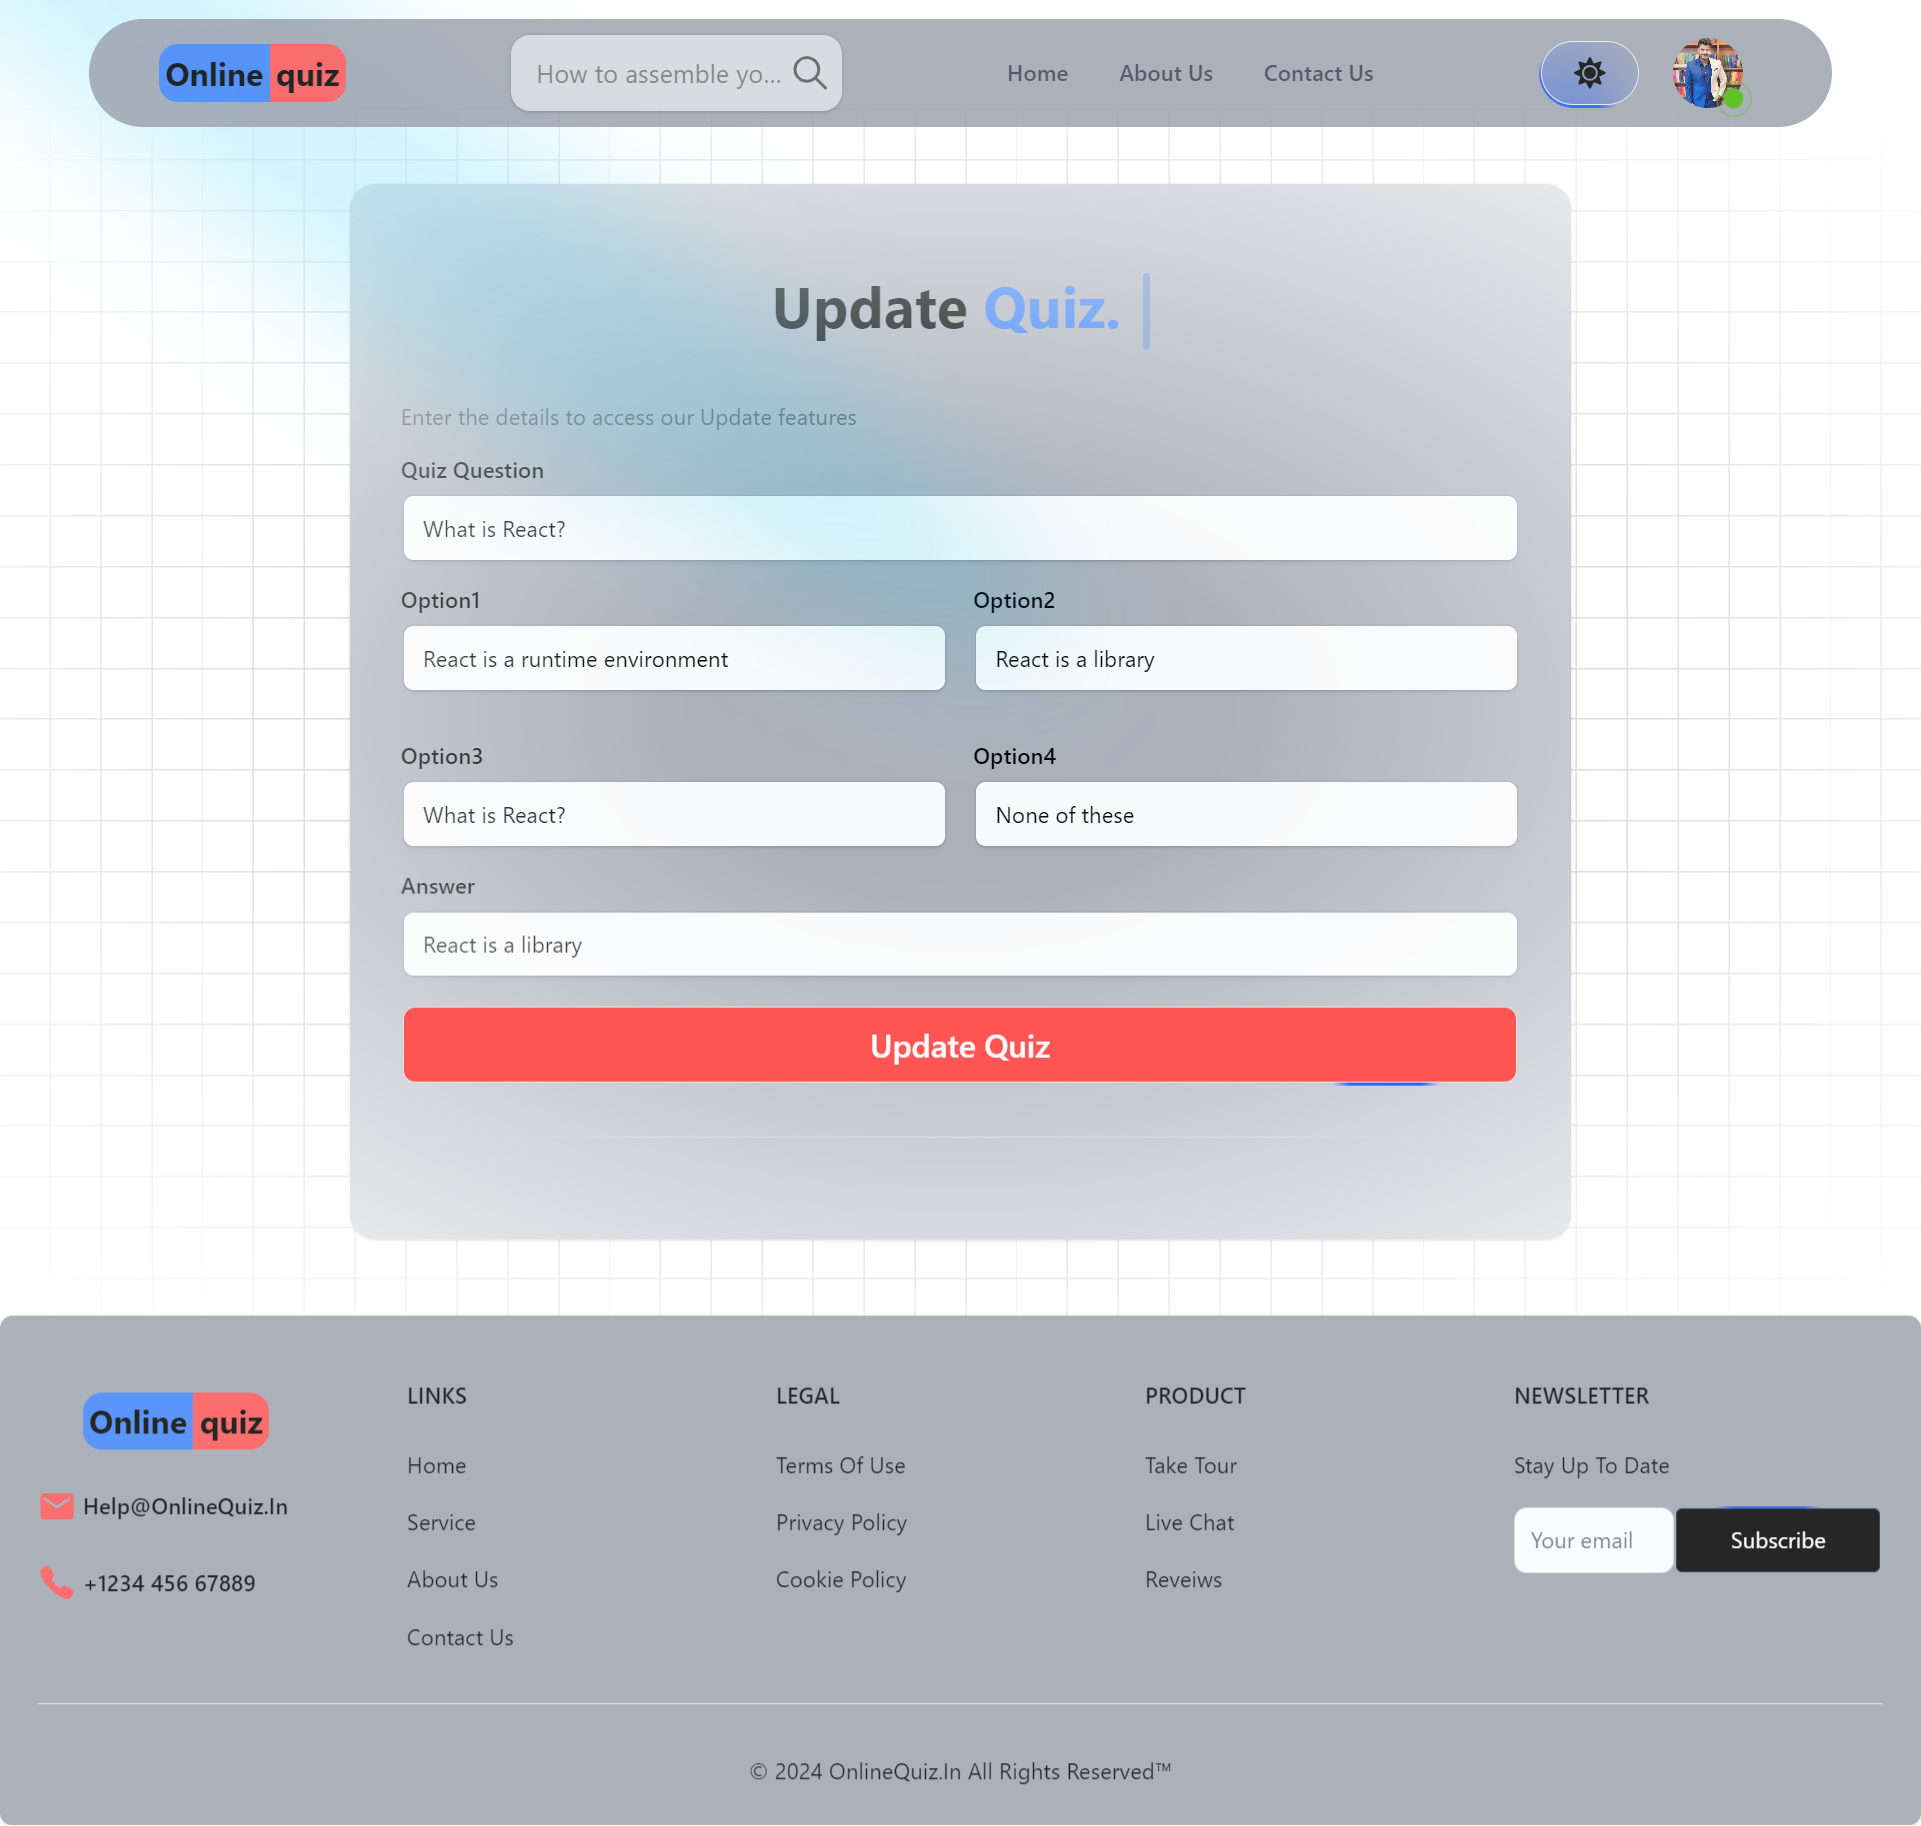 Online quiz
How to assemble yo...
Home
About Us
Contact Us
Update Quiz.
Enter the details to access our Update features
Quiz Question
What is React?
Option1
Option2
React is a runtime environment
React is a library
Option3
Option4
What is React?
None of these
Answer
React is a library
Update Quiz
Online quiz
Help@OnlineQuiz.In
+1234 456 67889
LINKS
Home
Service
About Us
Contact Us
LEGAL
Terms Of Use
Privacy Policy
Cookie Policy
PRODUCT
Take Tour
Live Chat
Reveiws
NEWSLETTER
Stay Up To Date
Your email
Subscribe
© 2024 OnlineQuiz.In All Rights Reserved™